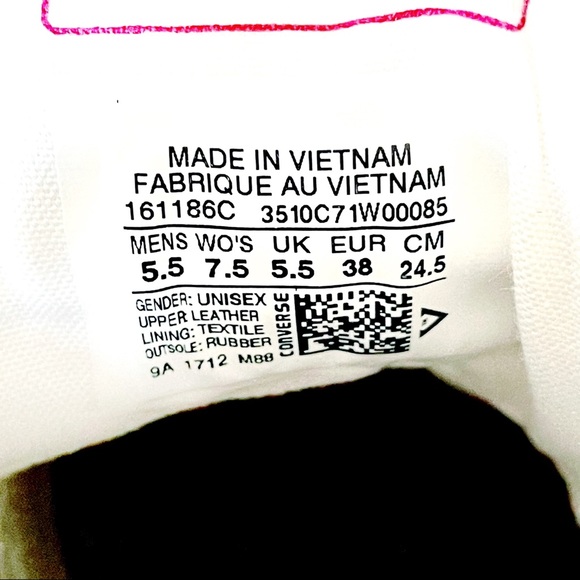 MADE IN VIETNAM
FABRIQUE AU VIETNAM
161186C 3510C71W00085
MENS WO'S UK EUR CM
5.5 7.5 5.5 38 24.5
GENDER: UNISEX
UPPER: LEATHER
LINING: TEXTILE
OUTSOLE: RUBBER
CONVERSE
9A 1712 M88